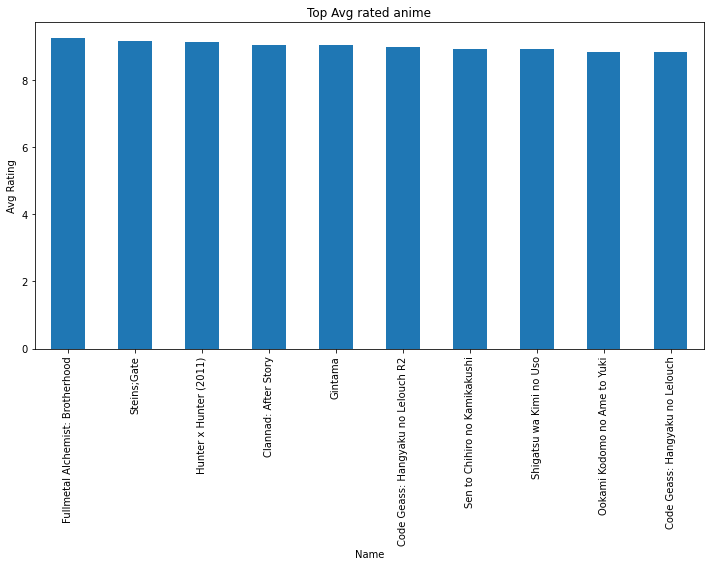 Top Avg rated anime
Avg Rating
8
6
4
2
0
Fullmetal Alchemist: Brotherhood
Steins;Gate
Hunter x Hunter (2011)
Clannad: After Story
Gintama
Code Geass: Hangyaku no Lelouch R2
Sen to Chihiro no Kamikakushi
Shigatsu wa Kimi no Uso
Ookami Kodomo no Ame to Yuki
Code Geass: Hangyaku no Lelouch
Name